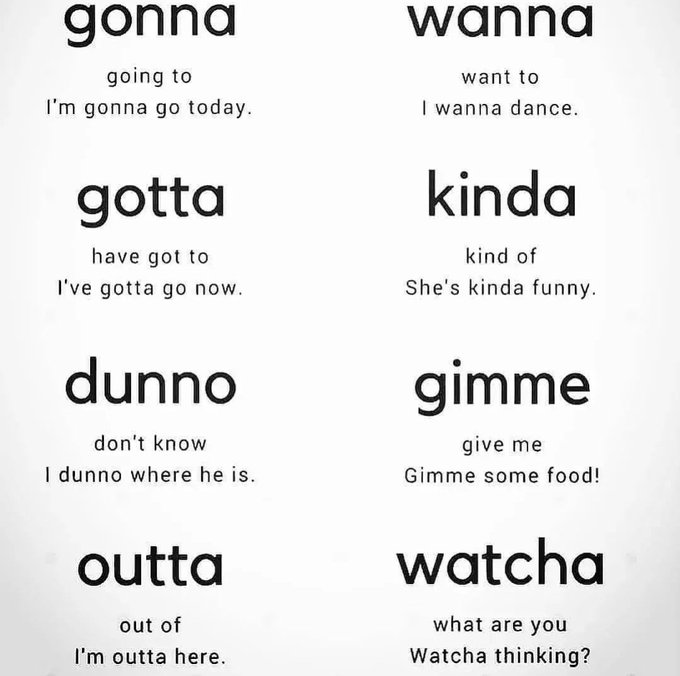 gonna
going to
I'm gonna go today.
wanna
want to
I wanna dance.
gotta
have got to
I've gotta go now.
kinda
kind of
She's kinda funny.
dunno
don't know
I dunno where he is.
gimme
give me
Gimme some food!
outta
out of
I'm outta here.
watcha
what are you
Watcha thinking?